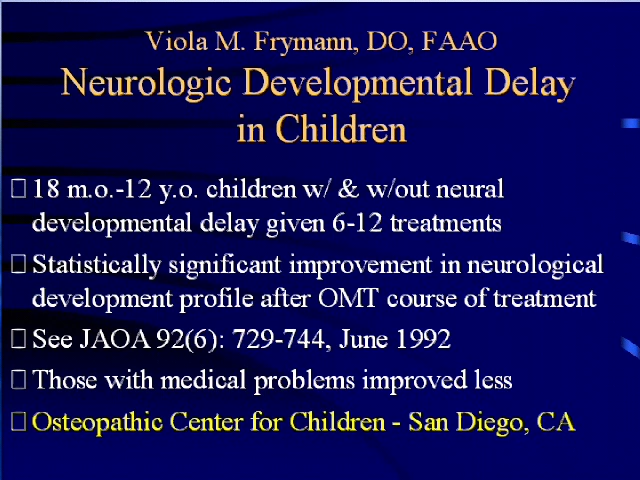 Viola M. Frymann, DO, FAAO
Neurologic Developmental Delay
in Children
18 m.o.-12 y.o. children w/ & w/out neural
developmental delay given 6-12 treatments
Statistically significant improvement in neurological
development profile after OMT course of treatment
See JAOA 92(6): 729-744, June 1992
Those with medical problems improved less
Osteopathic Center for Children - San Diego, CA